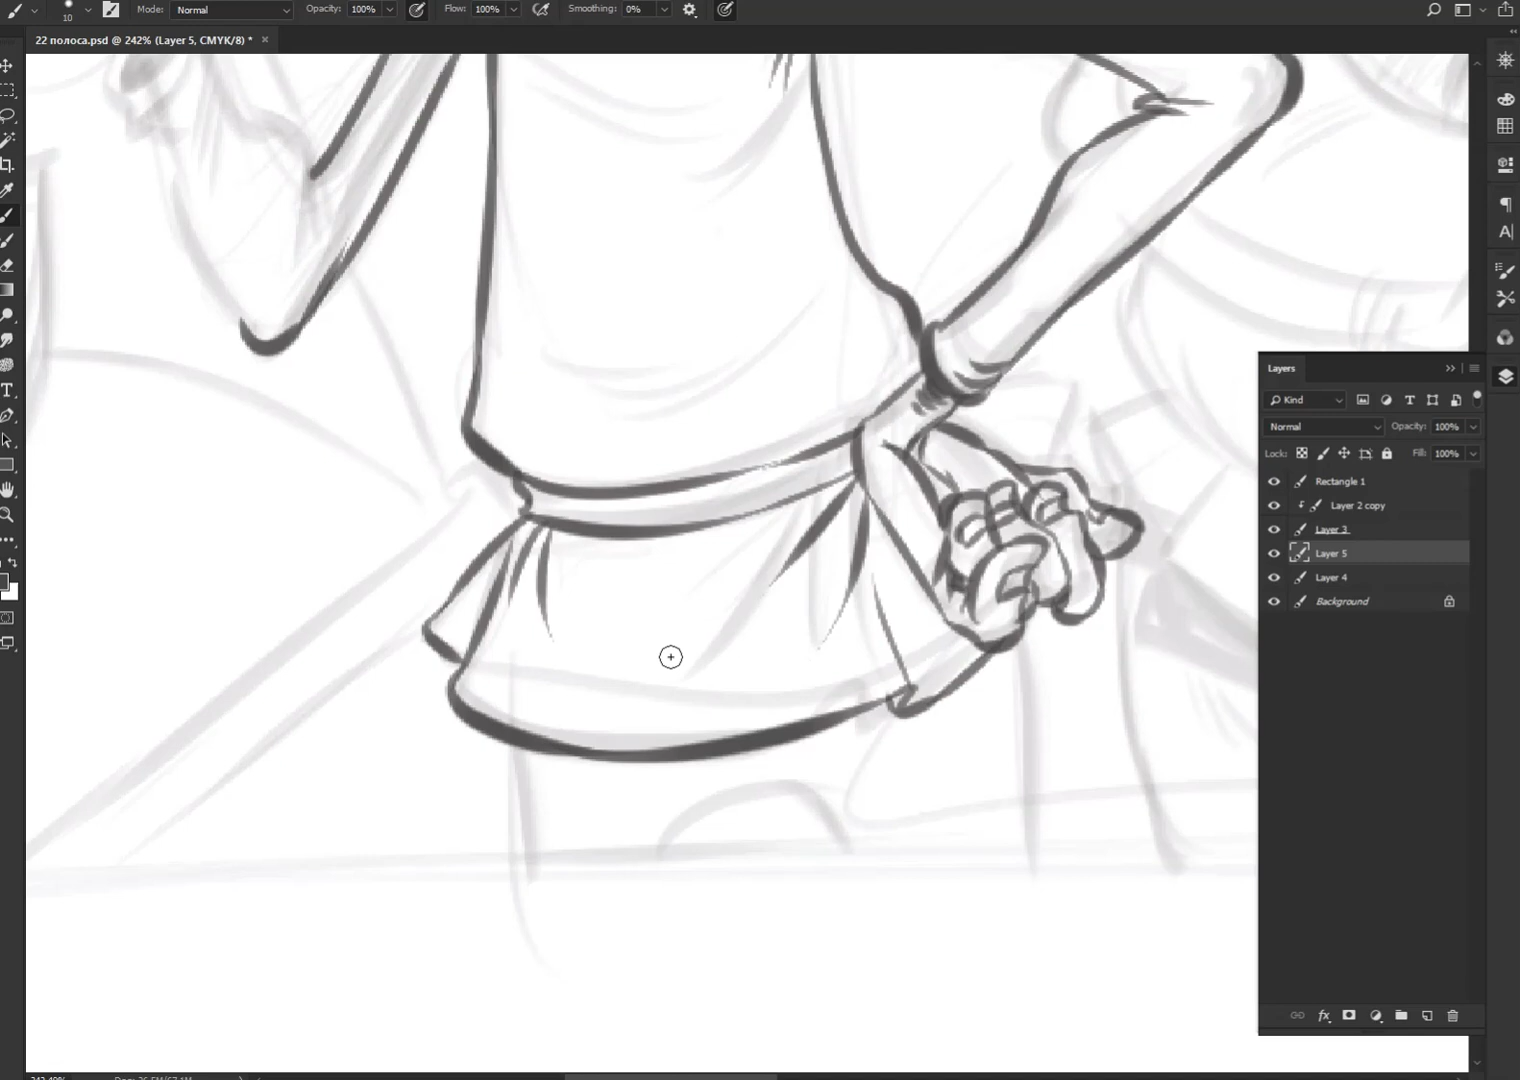 10 Mode: Normal Opacity: 100% Flow: 100% Smoothing: 0%
22 полоса.psd @ 242% (Layer 5, CMYK/8) * ×
Layers
Kind
Normal Opacity: 100%
Lock: Fill: 100%
Rectangle 1
Layer 2 copy
Layer 3
Layer 5
Layer 4
Background